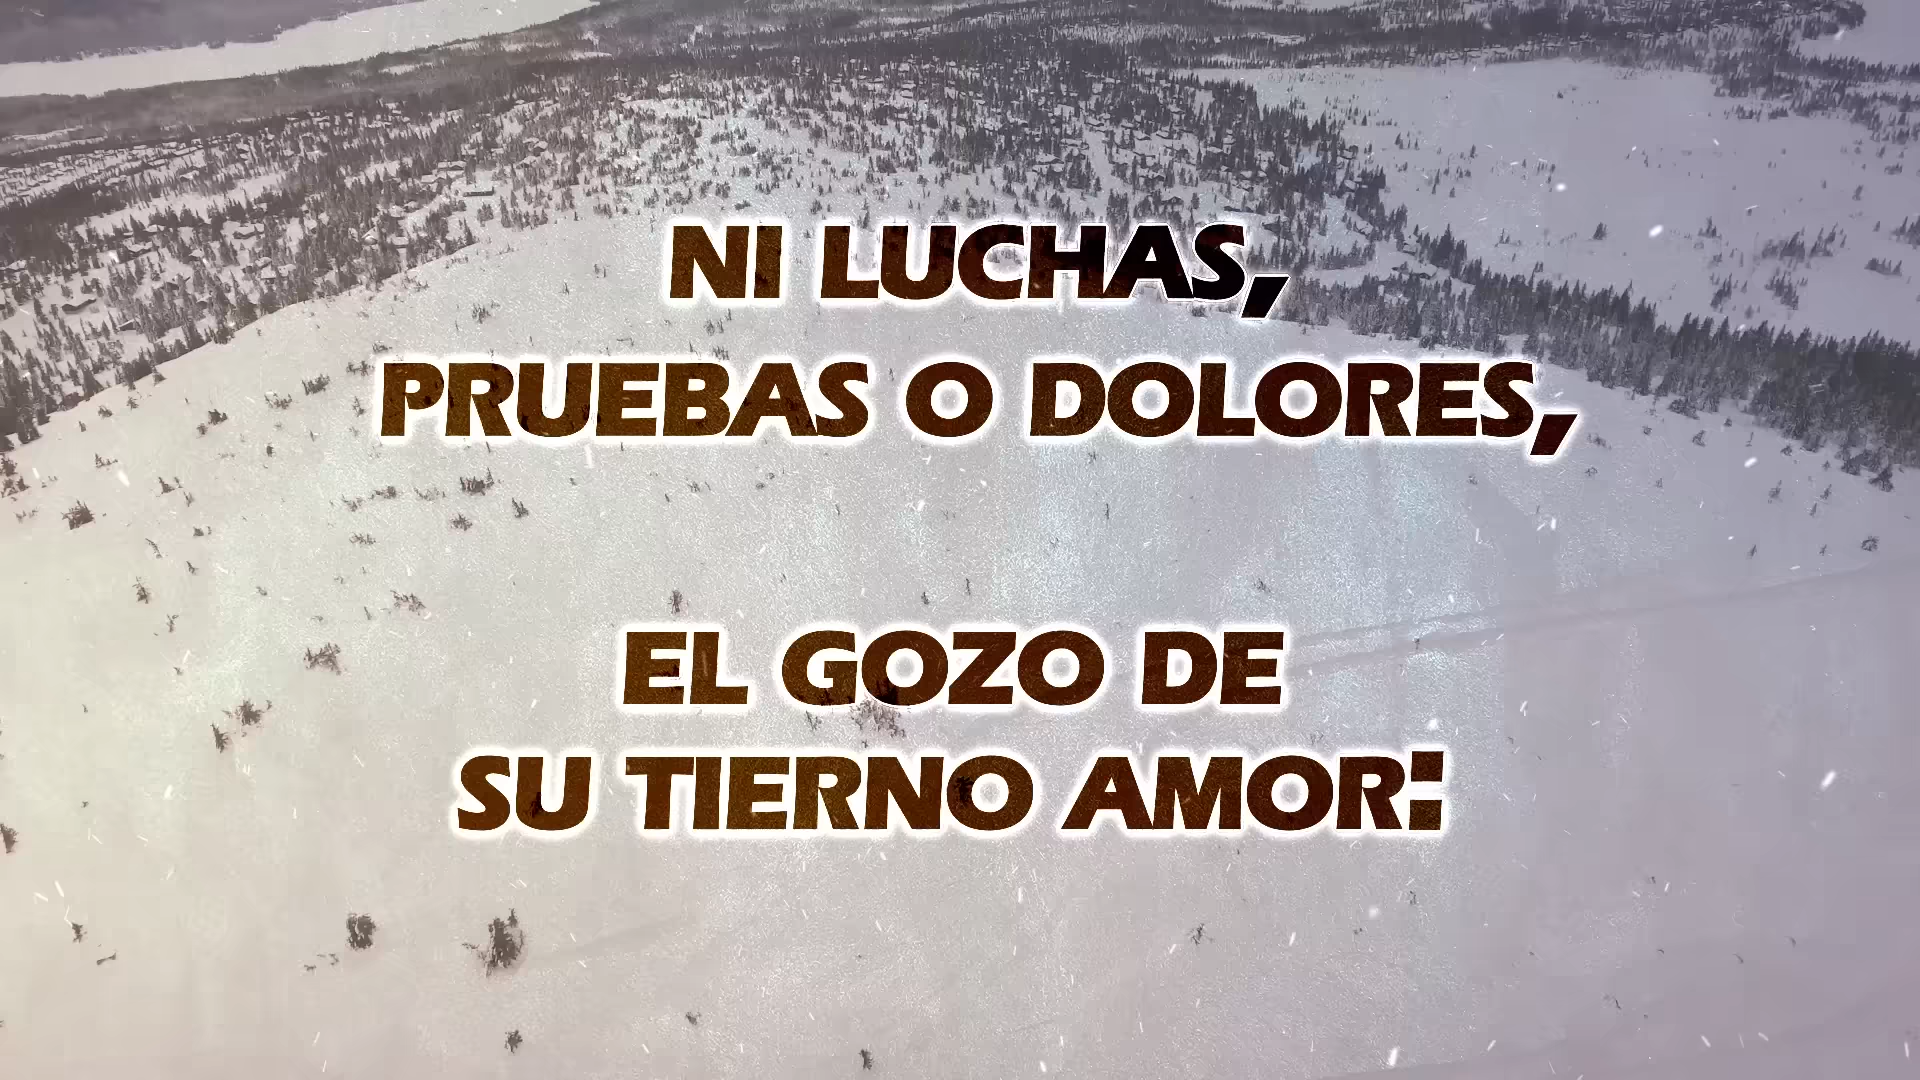 NI LUCHAS,
PRUEBAS O DOLORES,
EL GOZO DE
SU TIERNO AMOR: